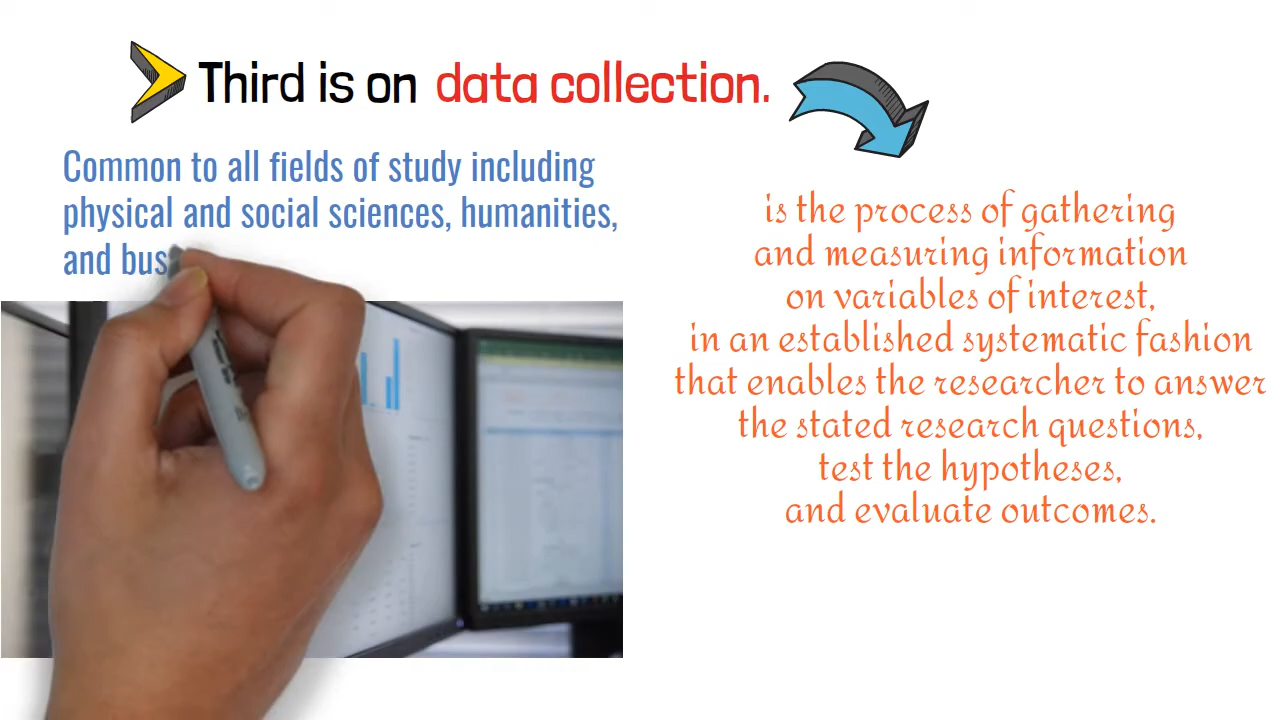 Third is on data collection.
Common to all fields of study including
physical and social sciences, humanities,
and bus
is the process of gathering
and measuring information
on variables of interest,
in an established systematic fashion
that enables the researcher to answer
the stated research questions,
test the hypotheses,
and evaluate outcomes.